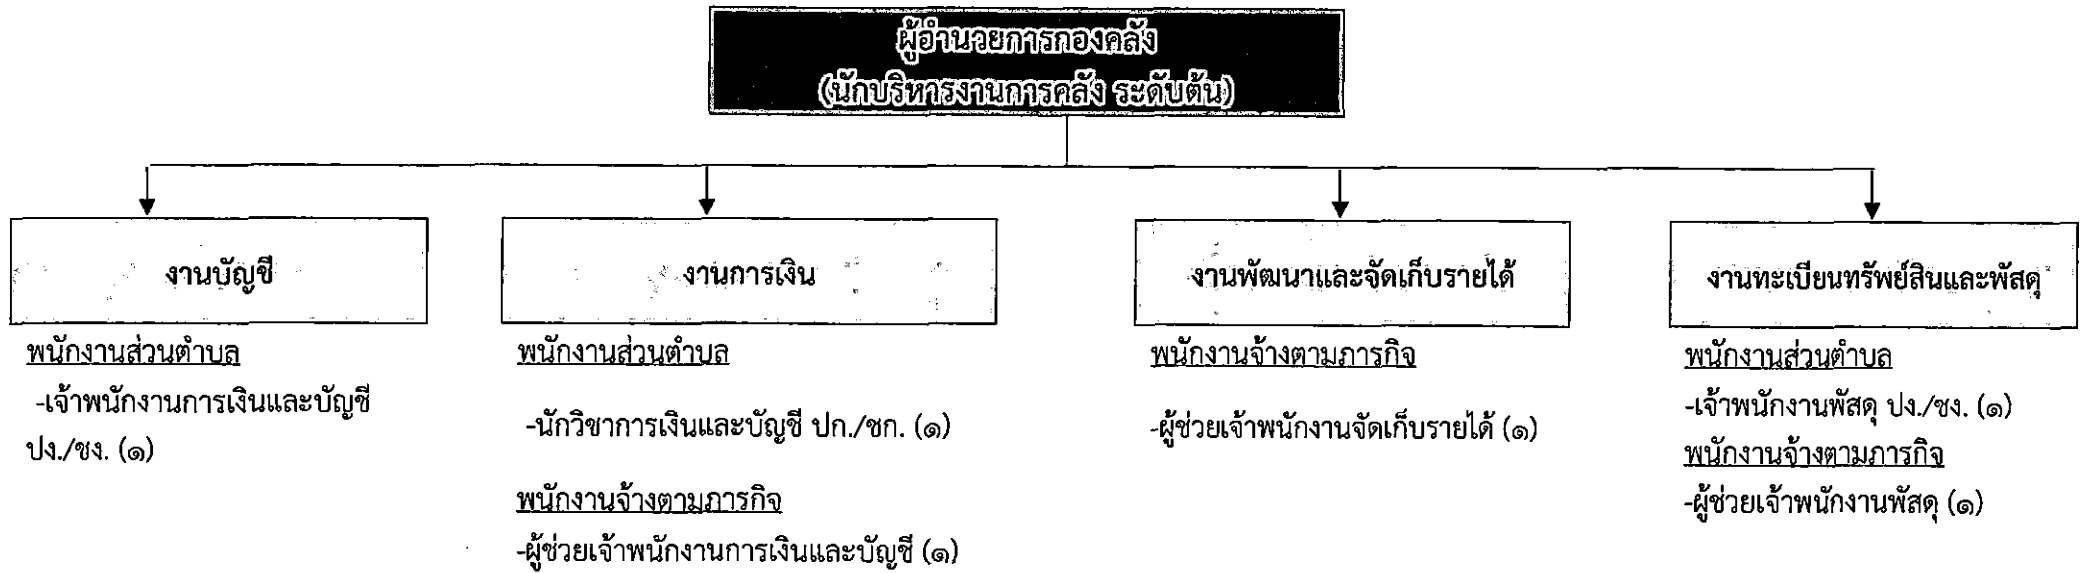 ผู้อำนวยการกองคลัง
(นักบริหารงานการคลัง ระดับต้น)
งานบัญชี
พนักงานส่วนตำบล
-เจ้าพนักงานการเงินและบัญชี
ปง./ชง. (๑)
งานการเงิน
พนักงานส่วนตำบล
-นักวิชาการเงินและบัญชี ปก./ชก. (๑)
พนักงานจ้างตามภารกิจ
-ผู้ช่วยเจ้าพนักงานการเงินและบัญชี (๑)
งานพัฒนาและจัดเก็บรายได้
พนักงานจ้างตามภารกิจ
-ผู้ช่วยเจ้าพนักงานจัดเก็บรายได้ (๑)
งานทะเบียนทรัพย์สินและพัสดุ
พนักงานส่วนตำบล
-เจ้าพนักงานพัสดุ ปง./ชง. (๑)
พนักงานจ้างตามภารกิจ
-ผู้ช่วยเจ้าพนักงานพัสดุ (๑)